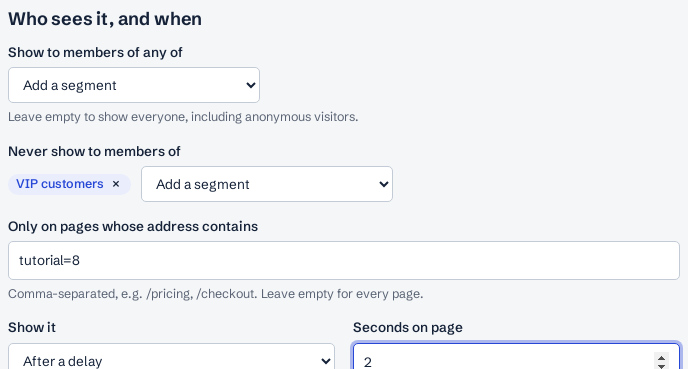 Who sees it, and when
Show to members of any of
Add a segment
Leave empty to show everyone, including anonymous visitors.
Never show to members of
VIP customers × Add a segment
Only on pages whose address contains
tutorial=8
Comma-separated, e.g. /pricing, /checkout. Leave empty for every page.
Show it Seconds on page
After a delay 2